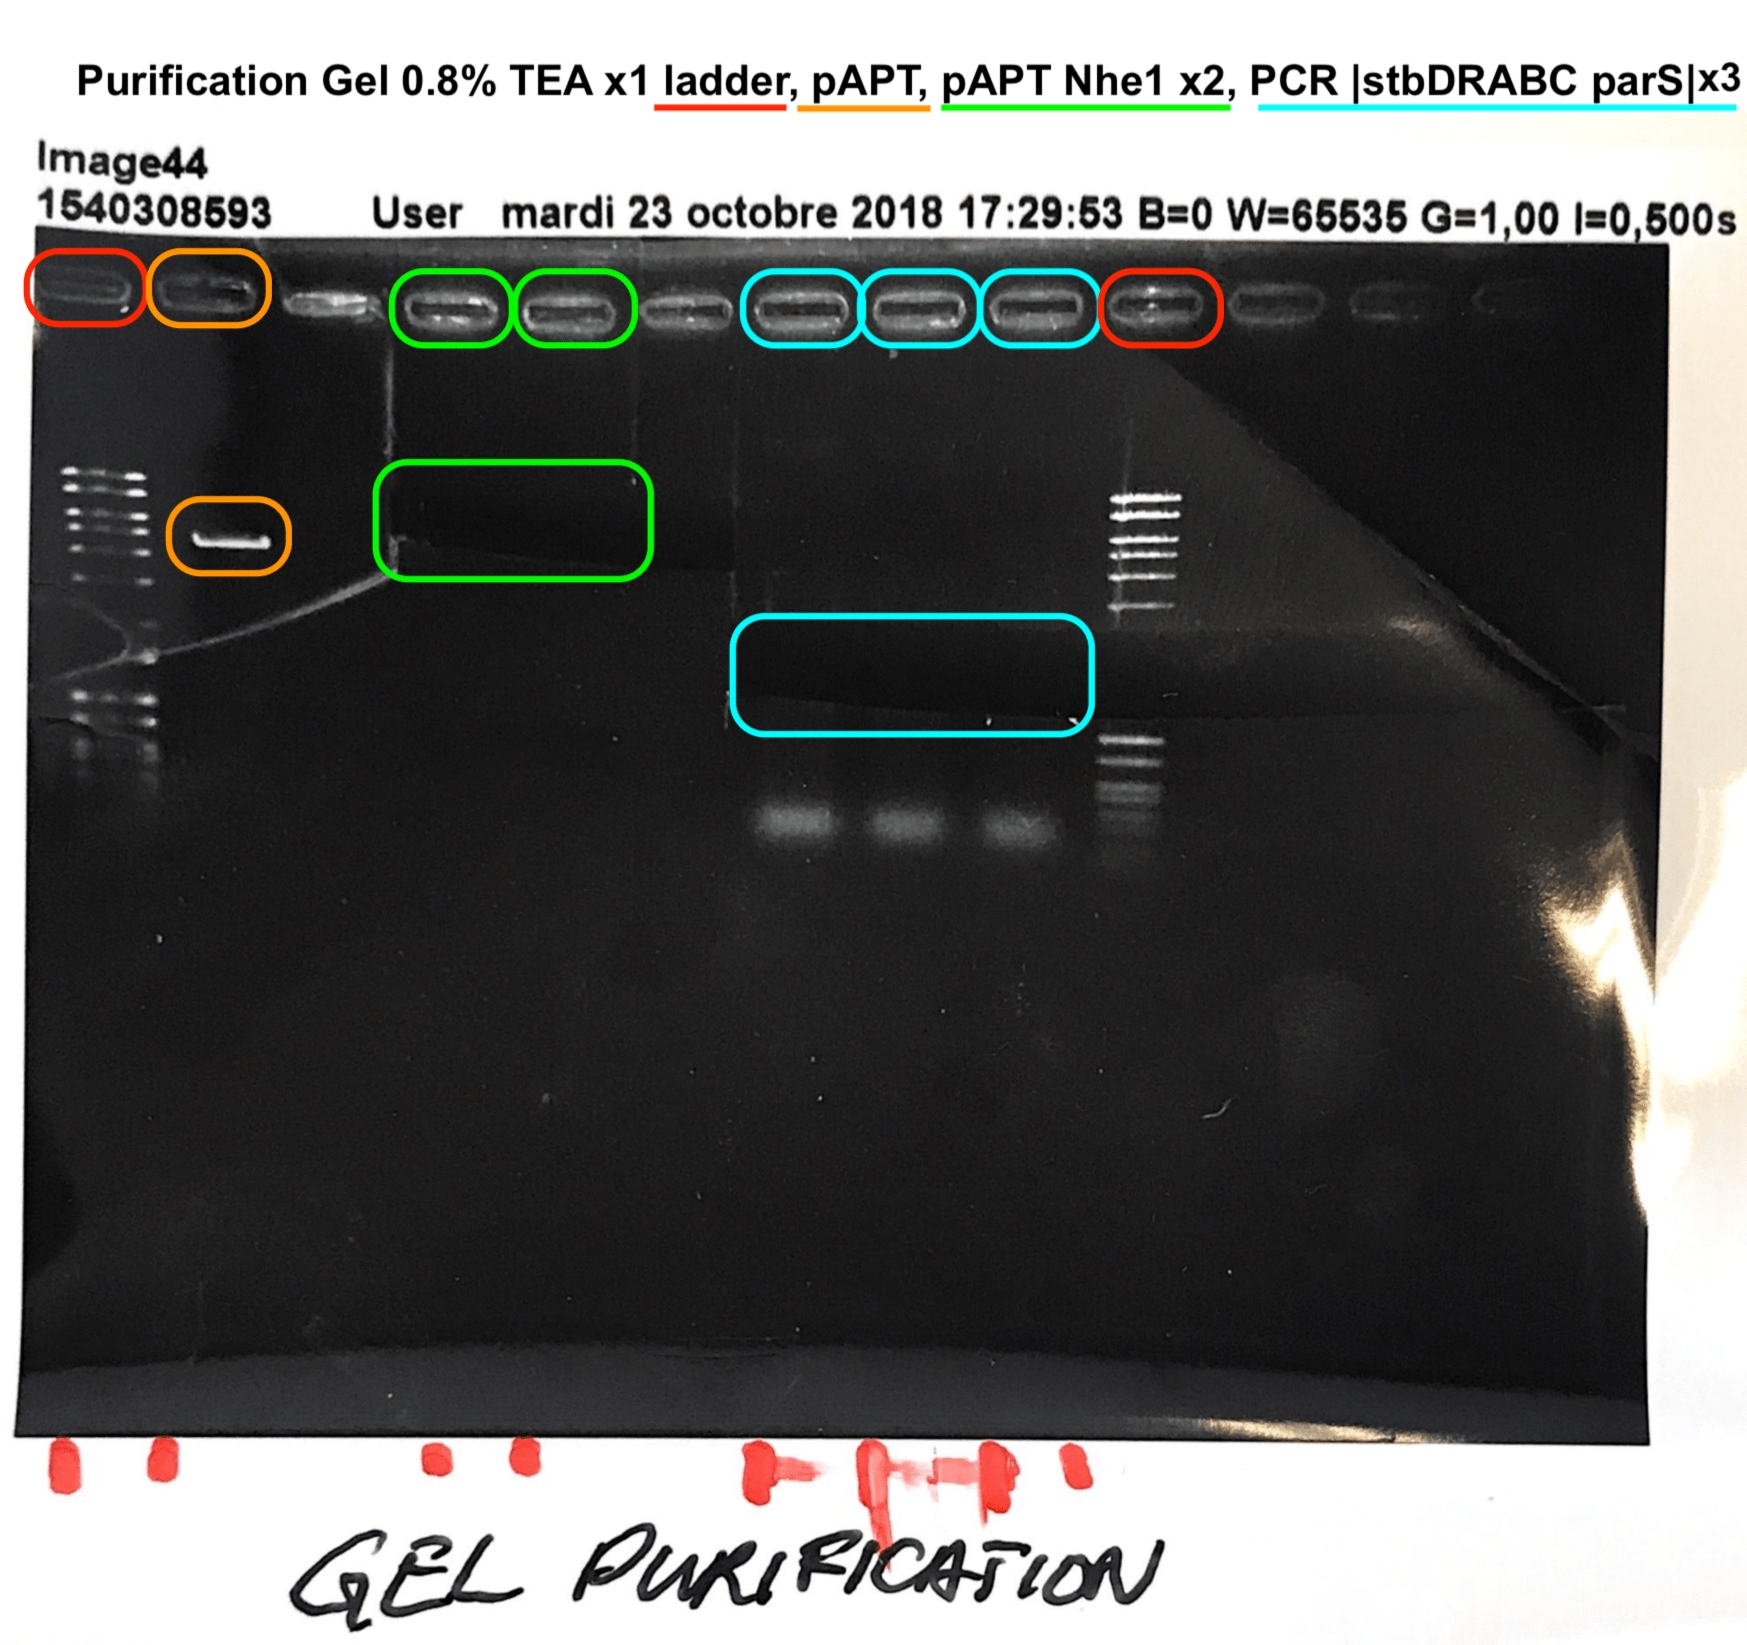 Purification Gel 0.8% TEA x1 ladder, pAPT, pAPT Nhe1 x2, PCR |stbDRABC parS|x3
Image44
1540308593 User mardi 23 octobre 2018 17:29:53 B=0 W=65535 G=1,00 I=0,500s
GEL PURIFICATION